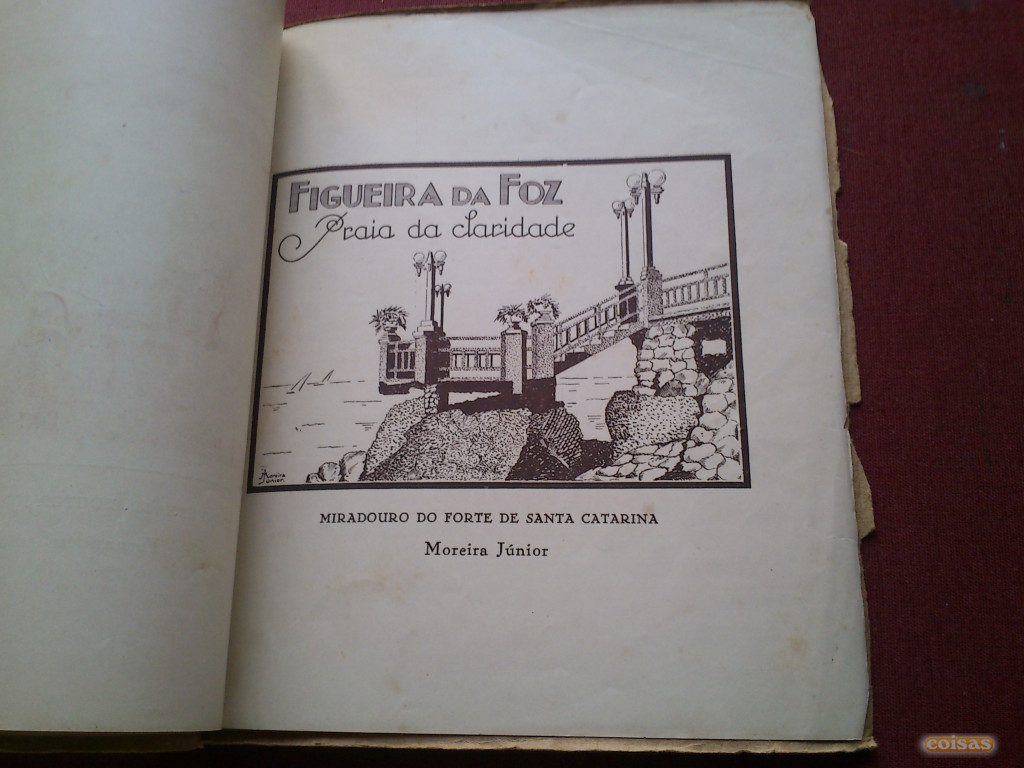 FIGUEIRA DA FOZ
Praia da claridade
Moreira
Júnior
MIRADOURO DO FORTE DE SANTA CATARINA
Moreira Júnior
coisas